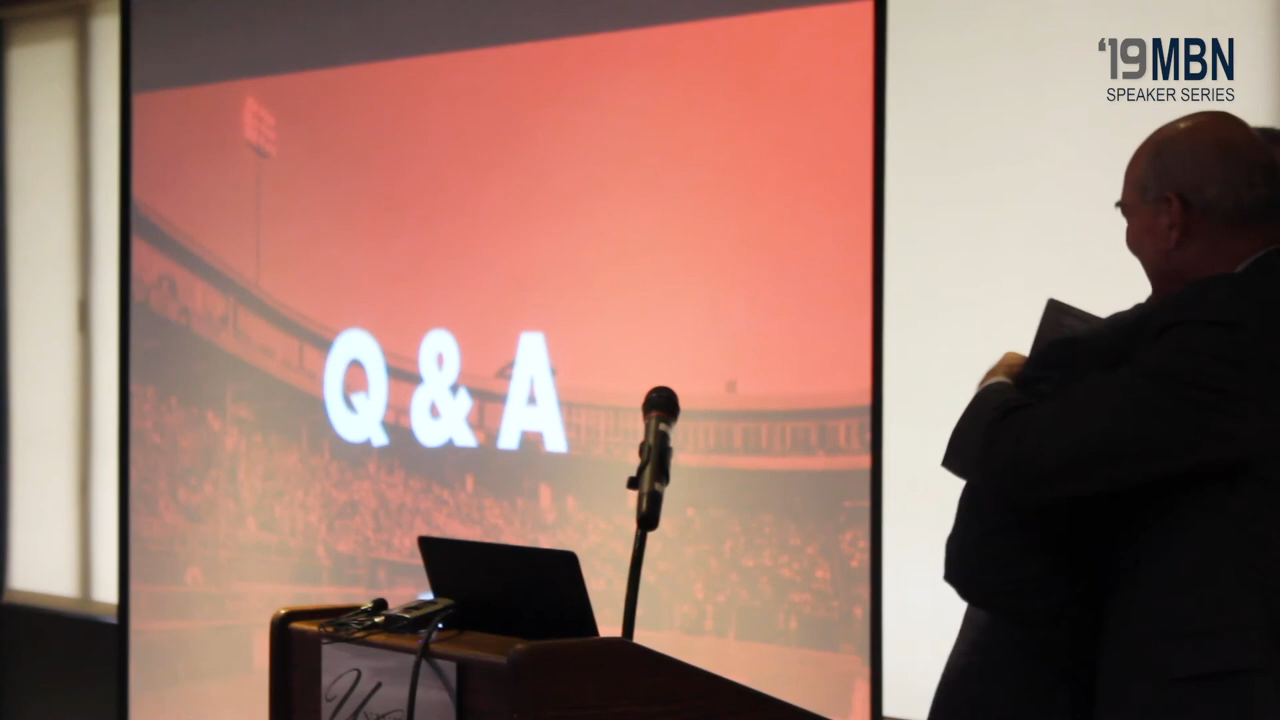 ‘19MBN
SPEAKER SERIES
Q & A